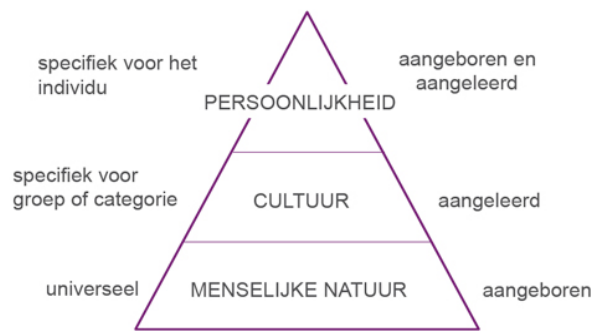 specifiek voor het
individu
aangeboren en
aangeleerd
PERSOONLIJKHEID
specifiek voor
groep of categorie
CULTUUR
aangeleerd
universeel
MENSELIJKE NATUUR
aangeboren